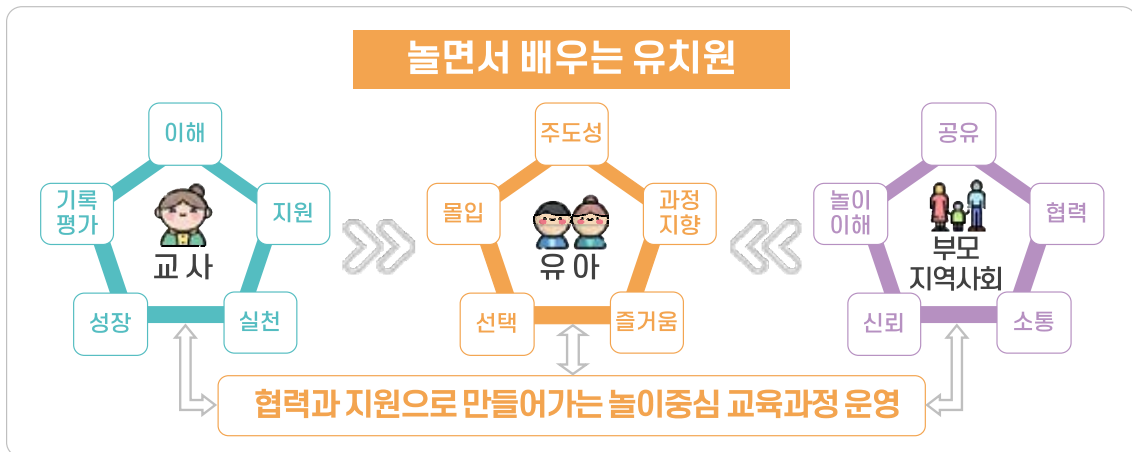 놀면서 배우는 유치원
이해
기록
평가
지원
교사
성장
실천
주도성
몰입
과정
지향
유아
선택
즐거움
공유
놀이
이해
협력
부모
지역사회
신뢰
소통
협력과 지원으로 만들어가는 놀이중심 교육과정 운영